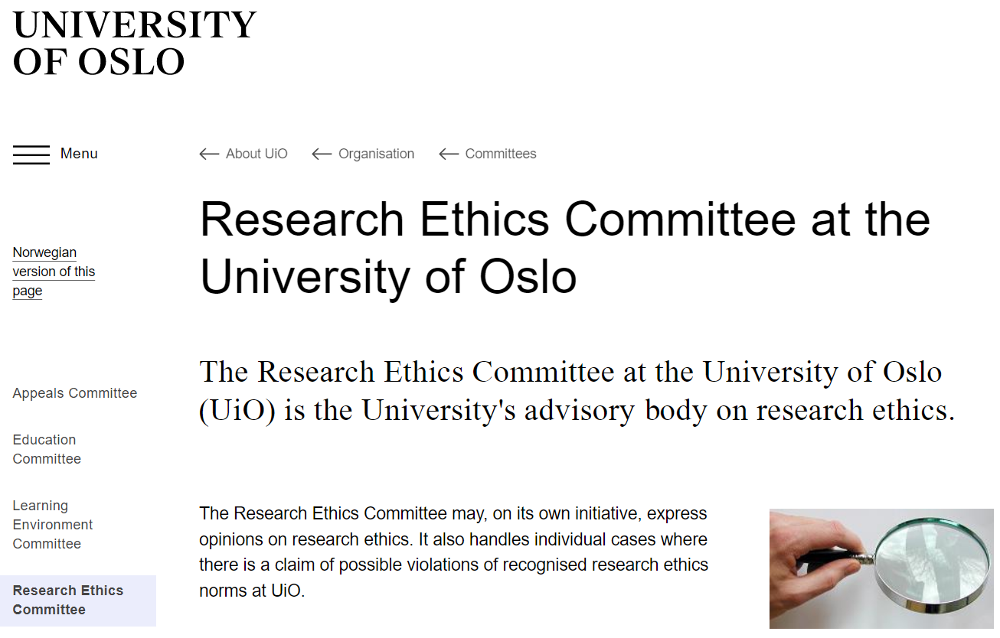 UNIVERSITY
OF OSLO
Menu
About UiO
Organisation
Committees
Norwegian
version of this
page
Appeals Committee
Education
Committee
Learning
Environment
Committee
Research Ethics
Committee
Research Ethics Committee at the
University of Oslo
The Research Ethics Committee at the University of Oslo
(UiO) is the University's advisory body on research ethics.
The Research Ethics Committee may, on its own initiative, express
opinions on research ethics. It also handles individual cases where
there is a claim of possible violations of recognised research ethics
norms at UiO.